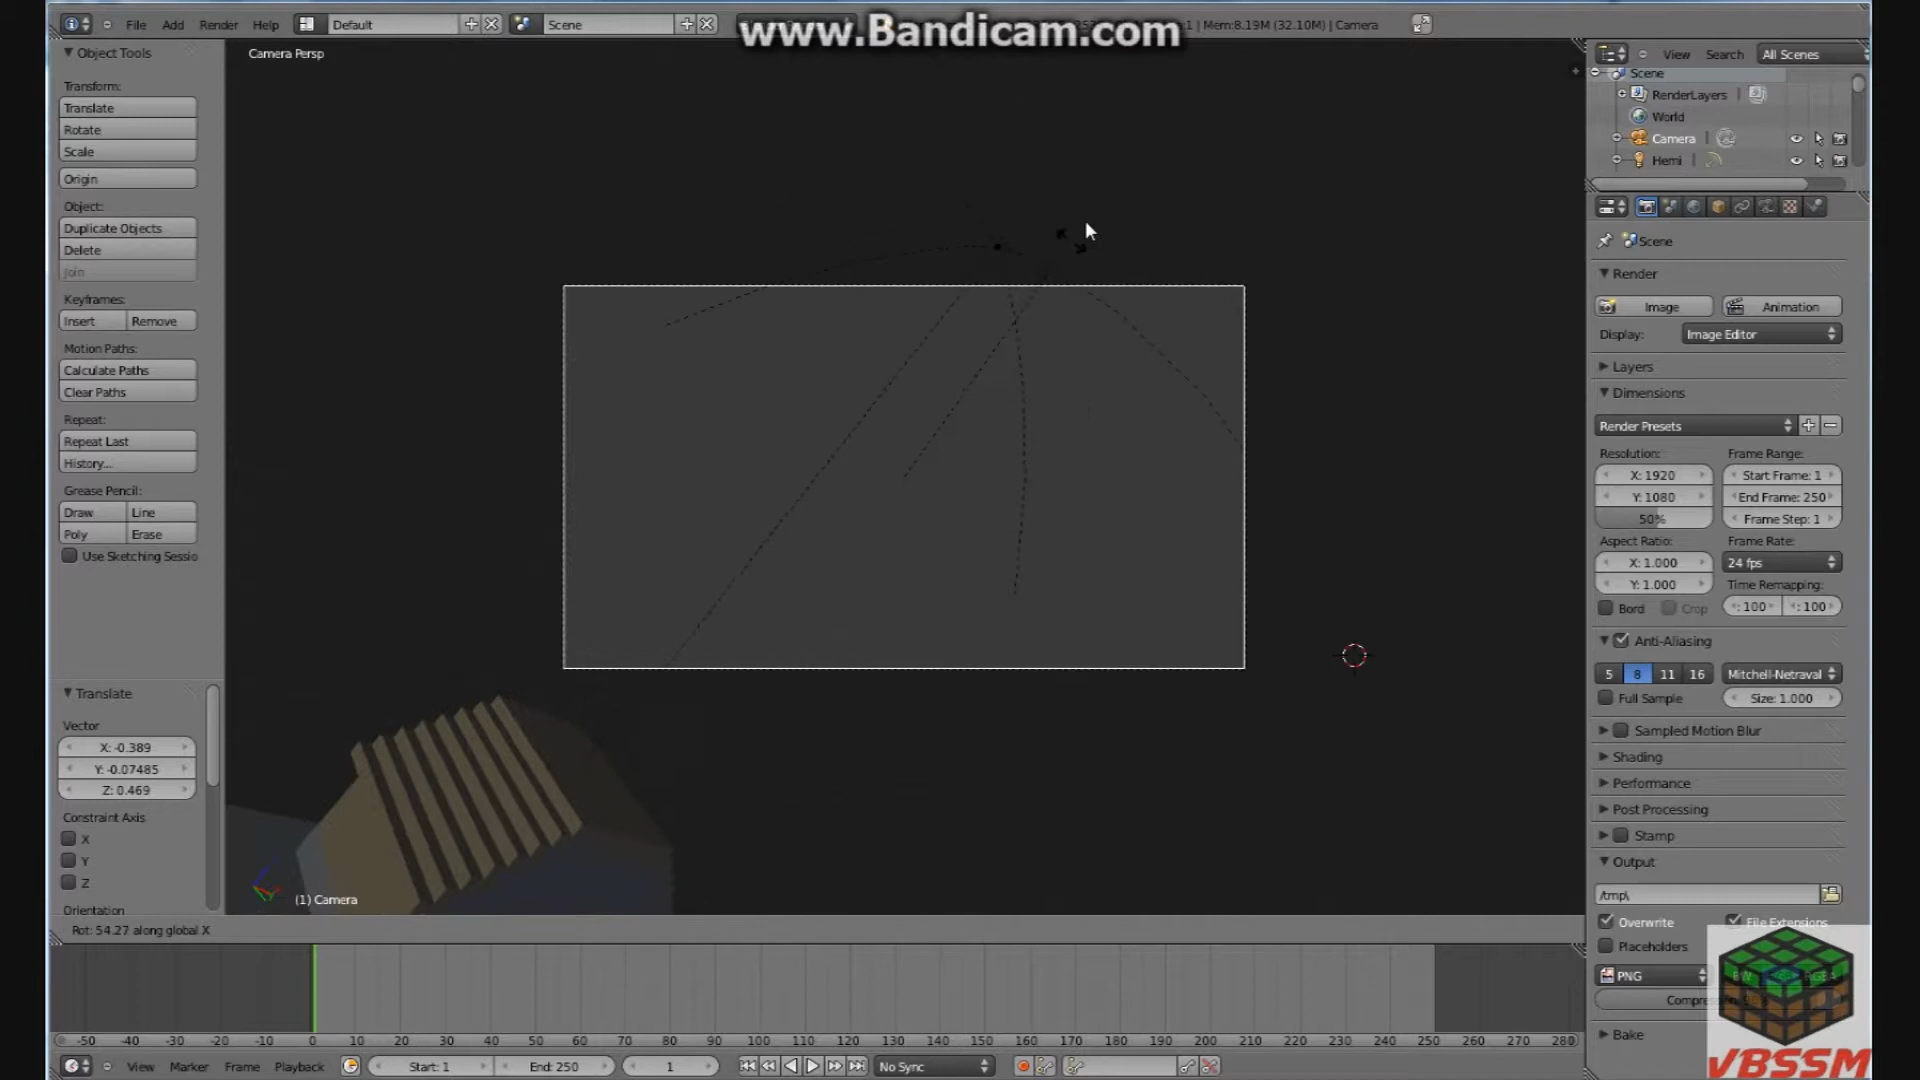 File Add Render Help Default Scene Mem:8.19M (32.10M) | Camera
www.Bandicam.com
Object Tools
Camera Persp
Transform:
Translate
Rotate
Scale
Origin
Object:
Duplicate Objects
Delete
Join
Keyframes:
Insert Remove
Motion Paths:
Calculate Paths
Clear Paths
Repeat:
Repeat Last
History...
Grease Pencil:
Draw Line
Poly Erase
Use Sketching Sessio
Translate
Vector
X: -0.389
Y: -0.07485
Z: 0.469
Constraint Axis
X
Y
Z
Orientation
(1) Camera
Rot: 54.27 along global X
View Search All Scenes
Scene
RenderLayers
World
Camera
Hemi
Scene
Render
Image Animation
Display: Image Editor
Layers
Dimensions
Render Presets
Resolution: Frame Range:
X: 1920 Start Frame: 1
Y: 1080 End Frame: 250
50% Frame Step: 1
Aspect Ratio: Frame Rate:
X: 1.000 24 fps
Y: 1.000 Time Remapping:
Bord Crop : 100 : 100
Anti-Aliasing
5 8 11 16 Mitchell-Netraval
Full Sample Size: 1.000
Sampled Motion Blur
Shading
Performance
Post Processing
Stamp
Output
/tmp\
Overwrite File Extensions
Placeholders
PNG BW RGBA
Bake
VBSSM
-50 -40 -30 -20 -10 0 10 20 30 40 50 60 70 80 90 100 110 120 130 140 150 160 170 180 190 200 210 220 230 240 250 260 270 280
View Marker Frame Playback Start: 1 End: 250 1 No Sync